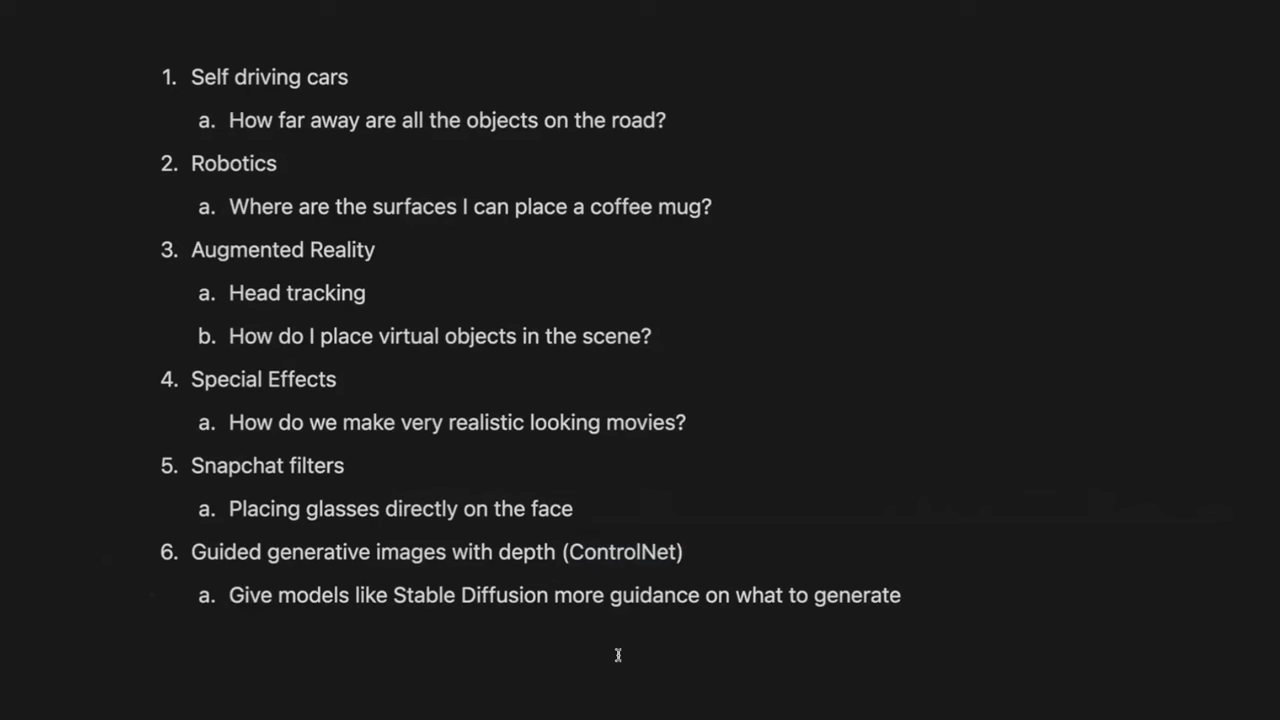 1. Self driving cars
a. How far away are all the objects on the road?
2. Robotics
a. Where are the surfaces I can place a coffee mug?
3. Augmented Reality
a. Head tracking
b. How do I place virtual objects in the scene?
4. Special Effects
a. How do we make very realistic looking movies?
5. Snapchat filters
a. Placing glasses directly on the face
6. Guided generative images with depth (ControlNet)
a. Give models like Stable Diffusion more guidance on what to generate